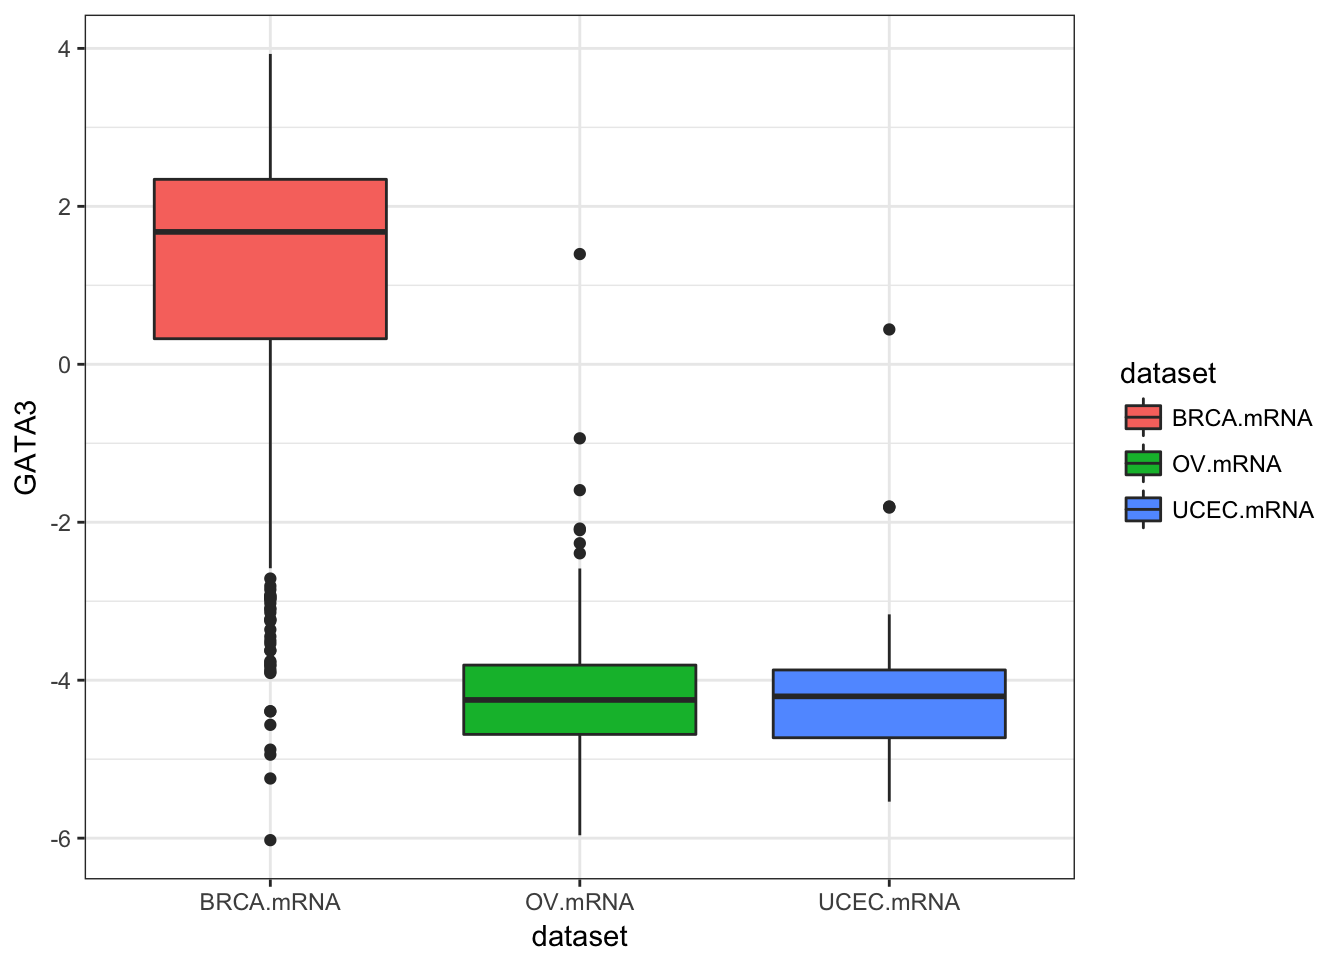 4
2
0
-2
-4
-6
GATA3
BRCA.mRNA
OV.mRNA
UCEC.mRNA
dataset
dataset
BRCA.mRNA
OV.mRNA
UCEC.mRNA